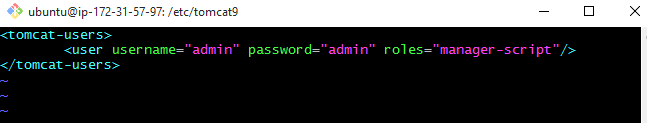 ubuntu@ip-172-31-57-97: /etc/tomcat9
<tomcat-users>
        <user username="admin" password="admin" roles="manager-script"/>
</tomcat-users>
~
~
~